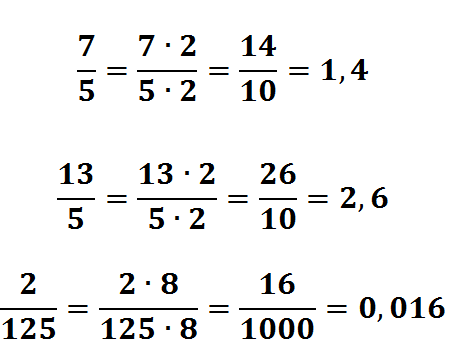 7/5 = 7 · 2/5 · 2 = 14/10 = 1,4
13/5 = 13 · 2/5 · 2 = 26/10 = 2,6
2/125 = 2 · 8/125 · 8 = 16/1000 = 0,016